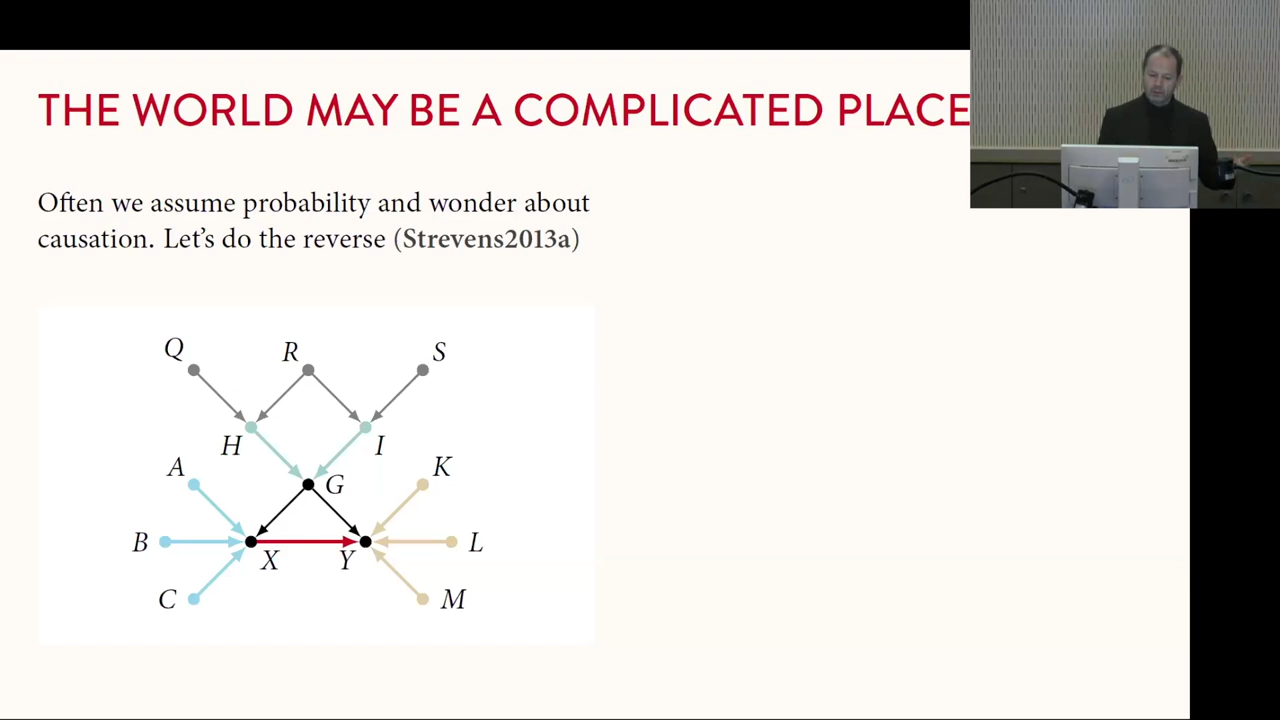 THE WORLD MAY BE A COMPLICATED PLACE
Often we assume probability and wonder about
causation. Let's do the reverse (Strevens2013a)
Q R S
H I
A K
G
B X Y L
C M